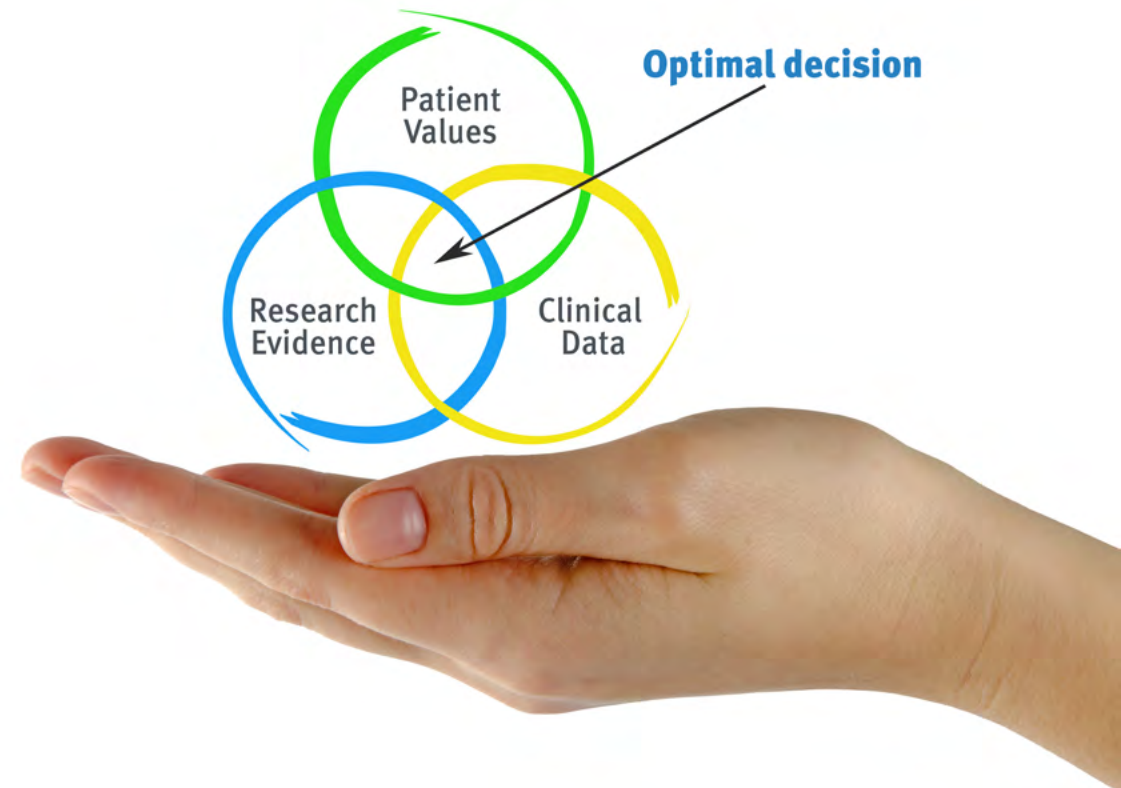 Optimal decision
Patient
Values
Research
Evidence
Clinical
Data